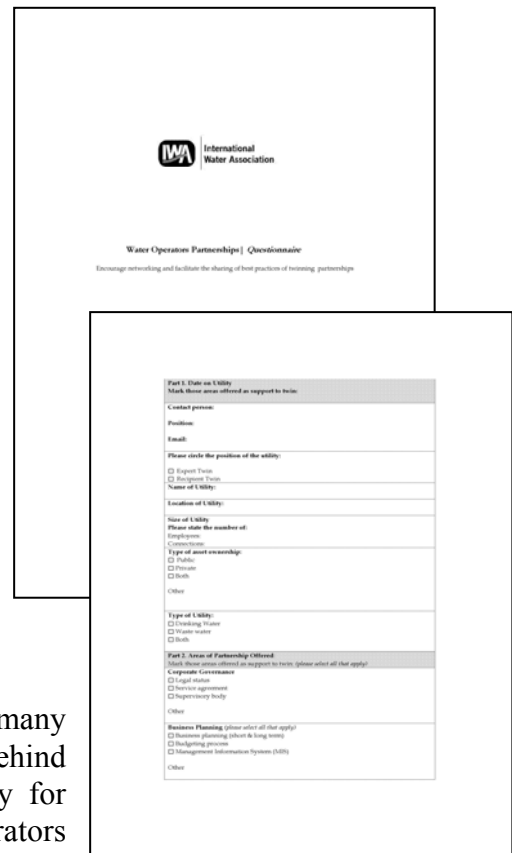 IWA
International
Water Association
Water Operators Partnerships| Questionnaire
Encourage networking and facilitate the sharing of best practices of twinning partnerships
Part 1. Date on Utility
Mark those areas offered as support to twin:
Contact person:
Position:
Email:
Please circle the position of the utility:
☐ Expert Twin
☐ Recipient Twin
Name of Utility:
Location of Utility:
Size of Utility
Please state the number of:
Employees:
Connections:
Type of asset ownership:
☐ Public
☐ Private
☐ Both
Other
Type of Utility:
☐ Drinking Water
☐ Waste water
☐ Both
Part 2. Areas of Partnership Offered
Mark those areas offered as support to twin (please select all that apply)
Corporate Governance
☐ Legal status
☐ Service agreement
☐ Supervisory body
Other
Business Planning (please select all that apply)
☐ Business planning (short & long term)
☐ Budgeting process
☐ Management Information System (MIS)
Other
many
ehind
y for
rators